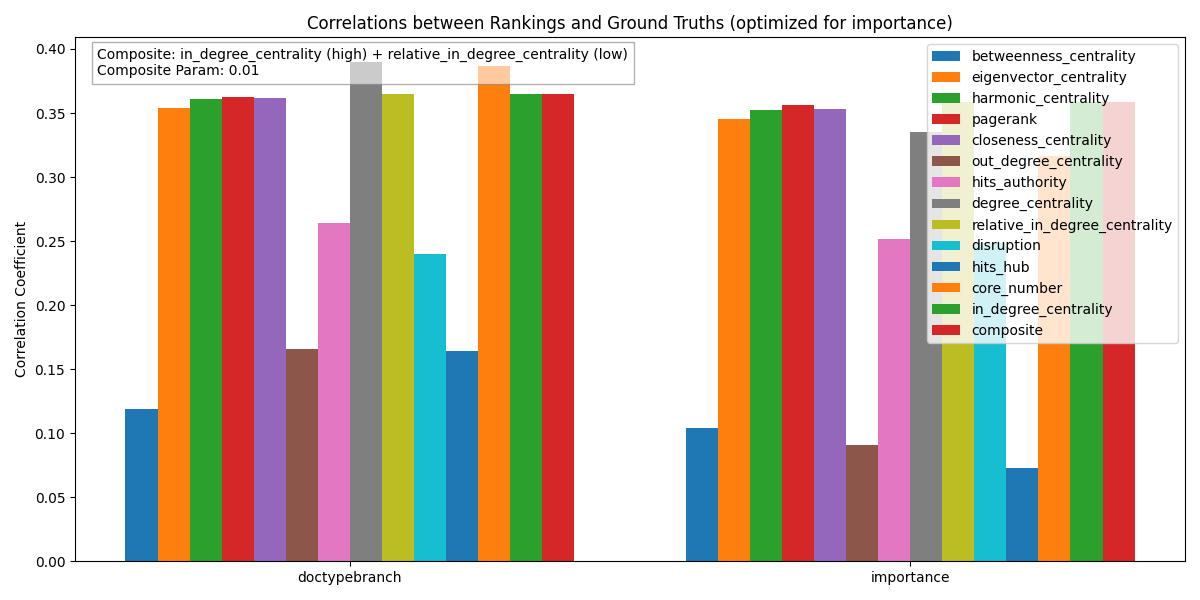 Correlations between Rankings and Ground Truths (optimized for importance)
Composite: in_degree_centrality (high) + relative_in_degree_centrality (low)
Composite Param: 0.01
betweenness_centrality
eigenvector_centrality
harmonic_centrality
pagerank
closeness_centrality
out_degree_centrality
hits_authority
degree_centrality
relative_in_degree_centrality
disruption
hits_hub
core_number
in_degree_centrality
composite
Correlation Coefficient
0.40
0.35
0.30
0.25
0.20
0.15
0.10
0.05
0.00
doctypebranch
importance